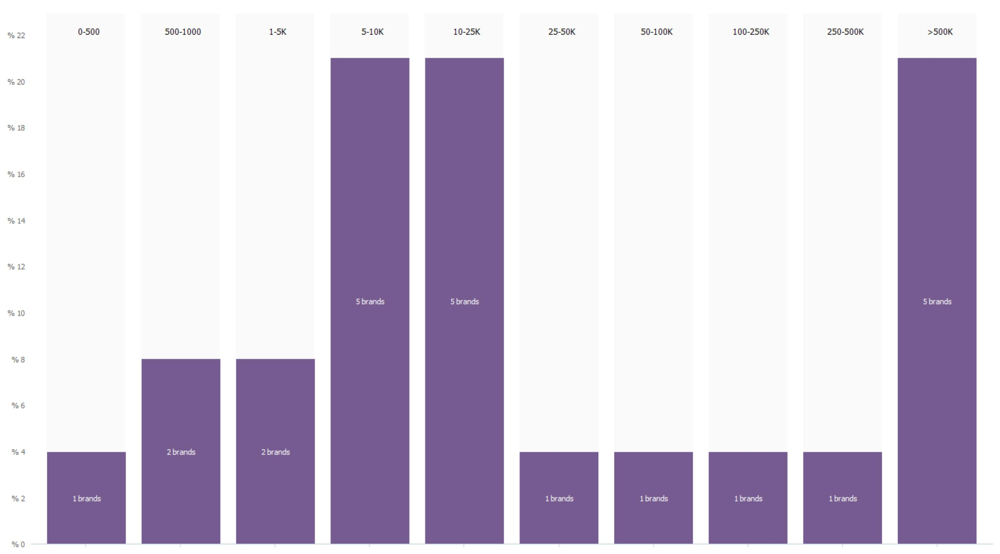 0-500
500-1000
1-5K
5-10K
10-25K
25-50K
50-100K
100-250K
250-500K
>500K
% 22
% 20
% 18
% 16
% 14
% 12
% 10
% 8
% 6
% 4
% 2
% 0
1 brands
2 brands
2 brands
5 brands
5 brands
1 brands
1 brands
1 brands
1 brands
5 brands